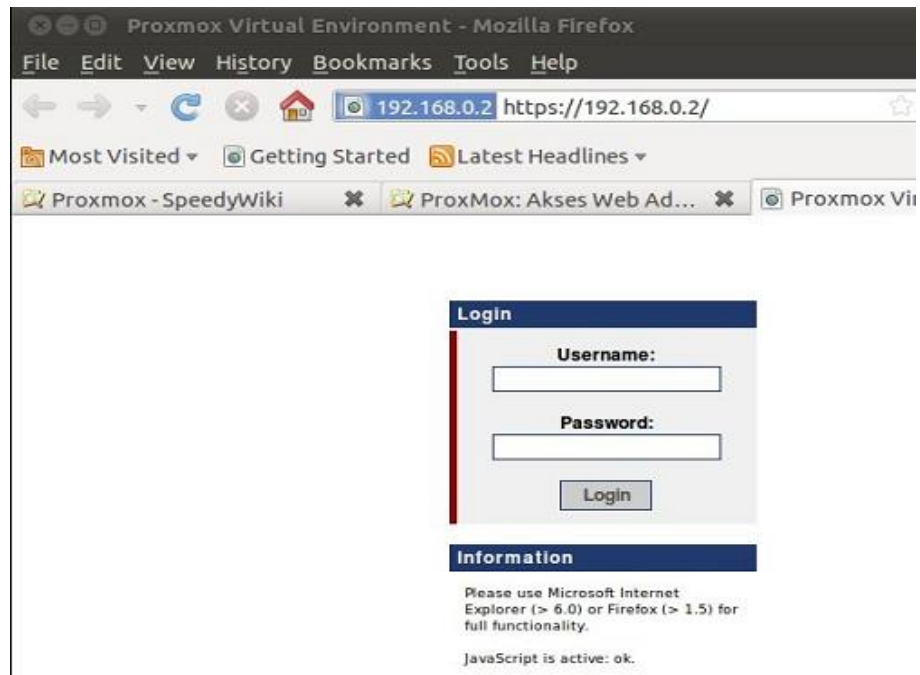 Proxmox Virtual Environment - Mozilla Firefox
File Edit View History Bookmarks Tools Help
192.168.0.2 https://192.168.0.2/
Most Visited Getting Started Latest Headlines
Proxmox - SpeedyWiki ProxMox: Akses Web Ad... Proxmox Vir
Login
Username:
Password:
Login
Information
Please use Microsoft Internet
Explorer (> 6.0) or Firefox (> 1.5) for
full functionality.
JavaScript is active: ok.